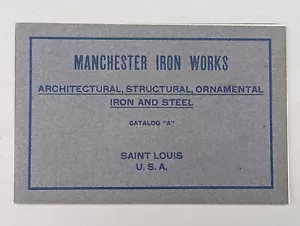 MANCHESTER IRON WORKS
ARCHITECTURAL, STRUCTURAL, ORNAMENTAL
IRON AND STEEL
CATALOG "A"
SAINT LOUIS
U. S. A.